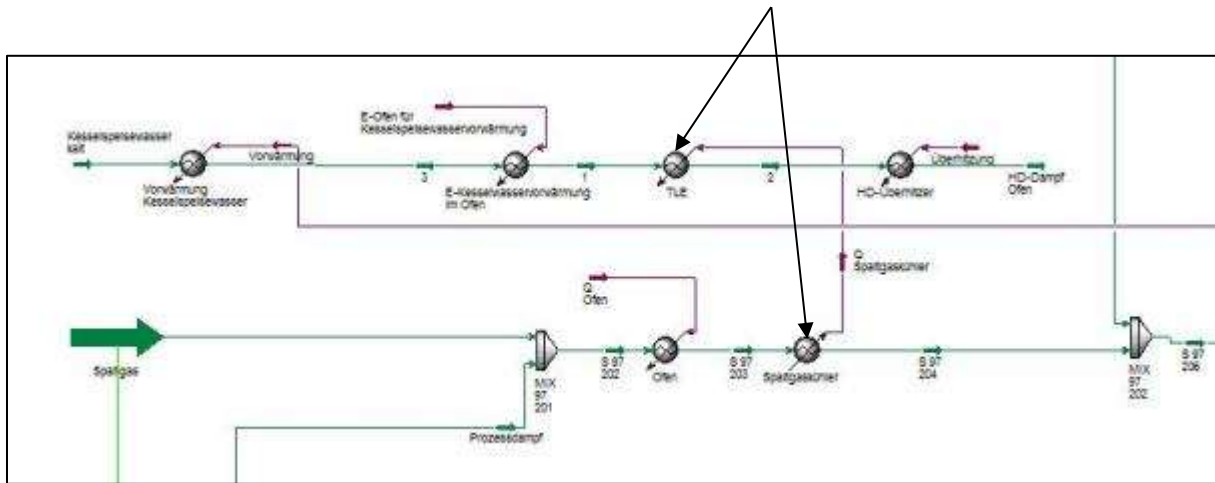 E-Ofen für
Kesselspeisewasservorwärmung
Kesselspeisewasser
kalt
Vorwärmung
Überhitzung
3
1
2
HD-Dampf
Ofen
Vorwärmung
Kesselspeisewasser
E-Kesselwasservorwärmung
im Ofen
TLE
HD-Überhitzer
Q
Spaltgaskühler
Q
Ofen
Spaltgas
S 97
202
Ofen
S 97
203
Spaltgaskühler
S 97
204
S 97
206
MIX
97
201
MIX
97
202
Prozessdampf